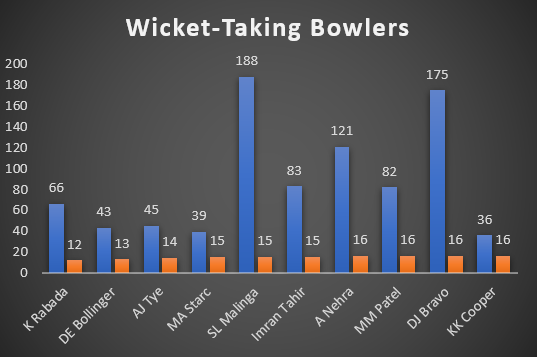 Wicket-Taking Bowlers
200
180
160
140
120
100
80
60
40
20
0
66
12
43
13
45
14
39
15
188
15
83
15
121
16
82
16
175
16
36
16
K Rabada
DE Bollinger
AJ Tye
MA Starc
SL Malinga
Imran Tahir
A Nehra
MM Patel
DJ Bravo
KK Cooper